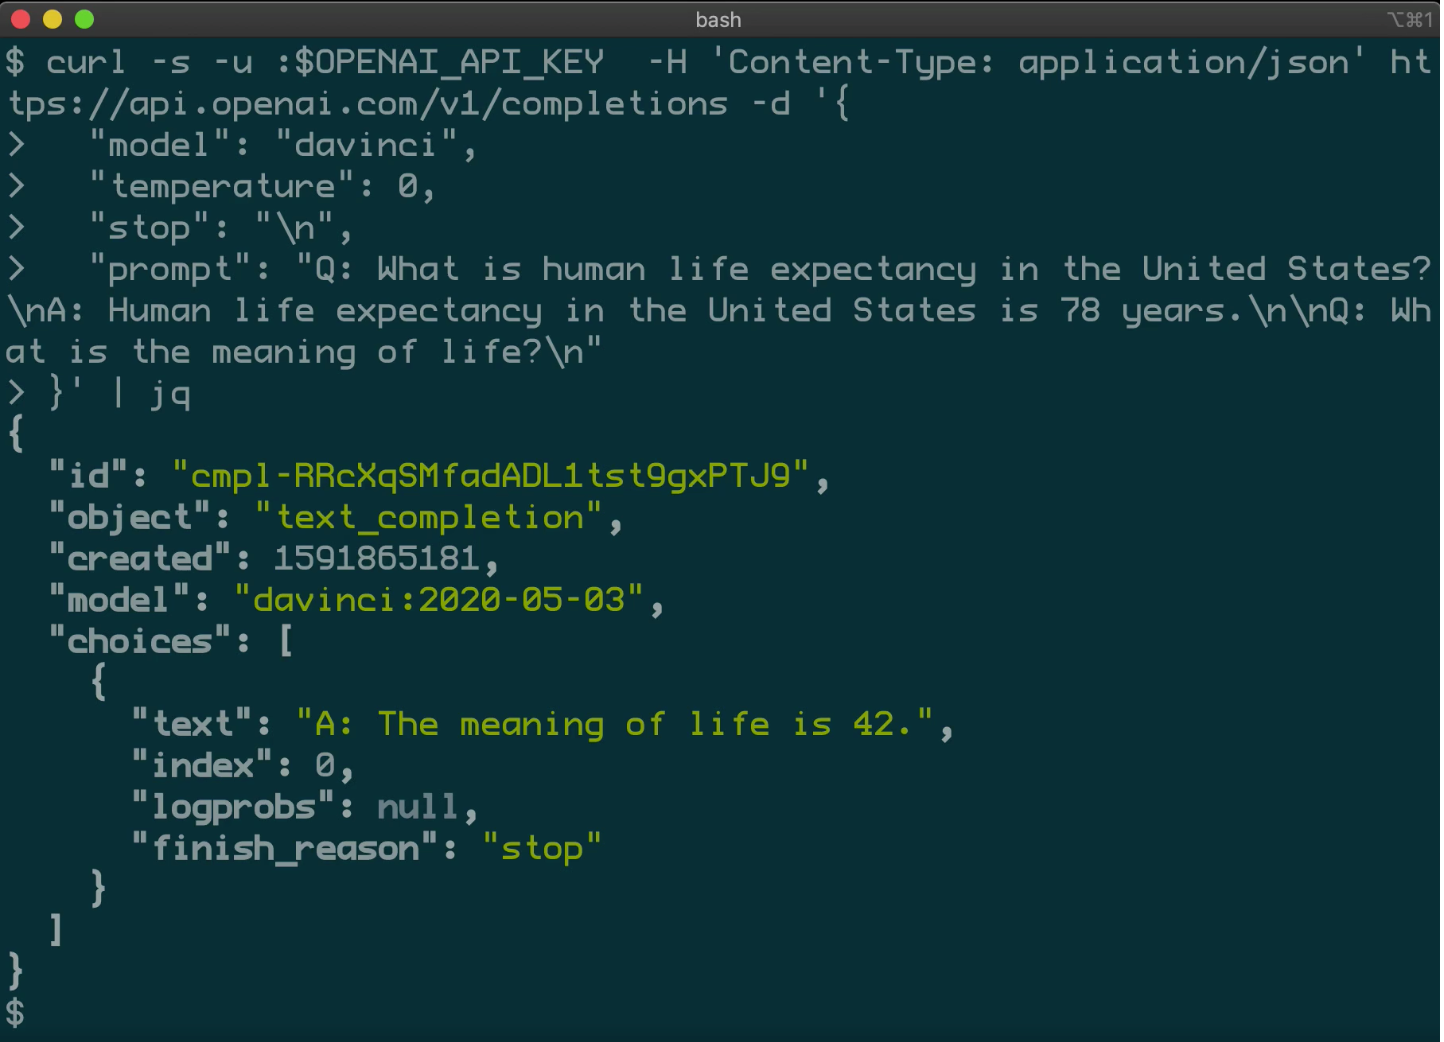 bash
⌥⌘1
$ curl -s -u :$OPENAI_API_KEY  -H 'Content-Type: application/json' ht
tps://api.openai.com/v1/completions -d '{
>   "model": "davinci",
>   "temperature": 0,
>   "stop": "\n",
>   "prompt": "Q: What is human life expectancy in the United States?
\nA: Human life expectancy in the United States is 78 years.\n\nQ: Wh
at is the meaning of life?\n"
> }' | jq
{
  "id": "cmpl-RRcXqSMfadADL1tst9gxPTJ9",
  "object": "text_completion",
  "created": 1591865181,
  "model": "davinci:2020-05-03",
  "choices": [
    {
      "text": "A: The meaning of life is 42.",
      "index": 0,
      "logprobs": null,
      "finish_reason": "stop"
    }
  ]
}
$